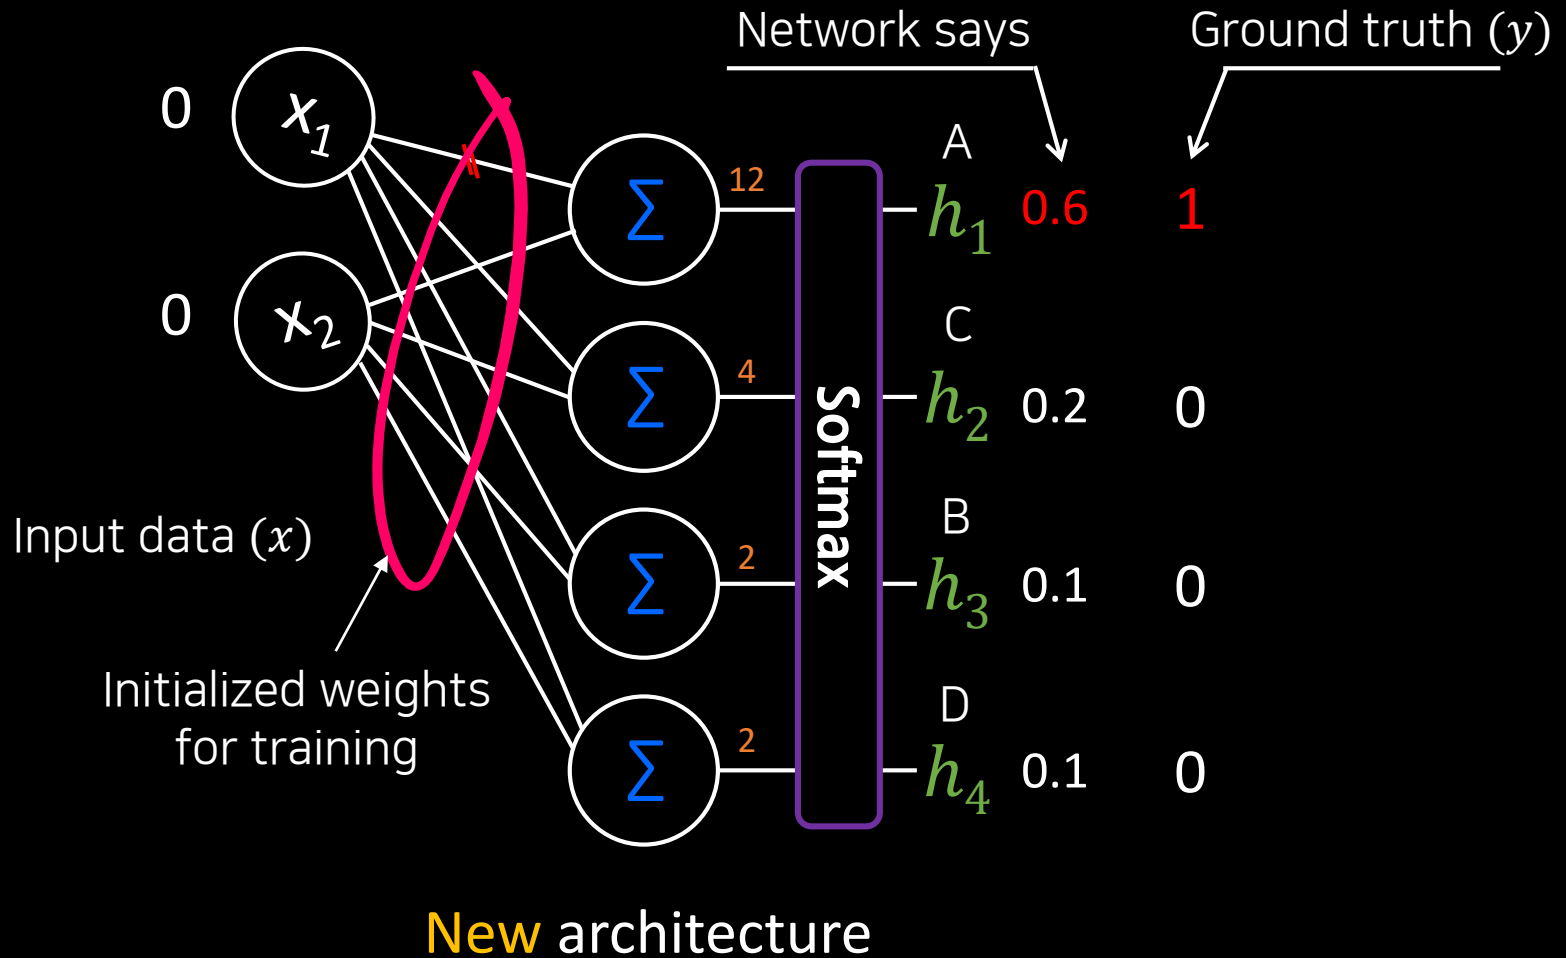 Network says
Ground truth (y)
0
x1
A
12
Σ
h1
0.6
1
0
x2
C
4
Σ
h2
0.2
0
Softmax
Input data (x)
B
2
Σ
h3
0.1
0
Initialized weights
for training
D
2
Σ
h4
0.1
0
New architecture